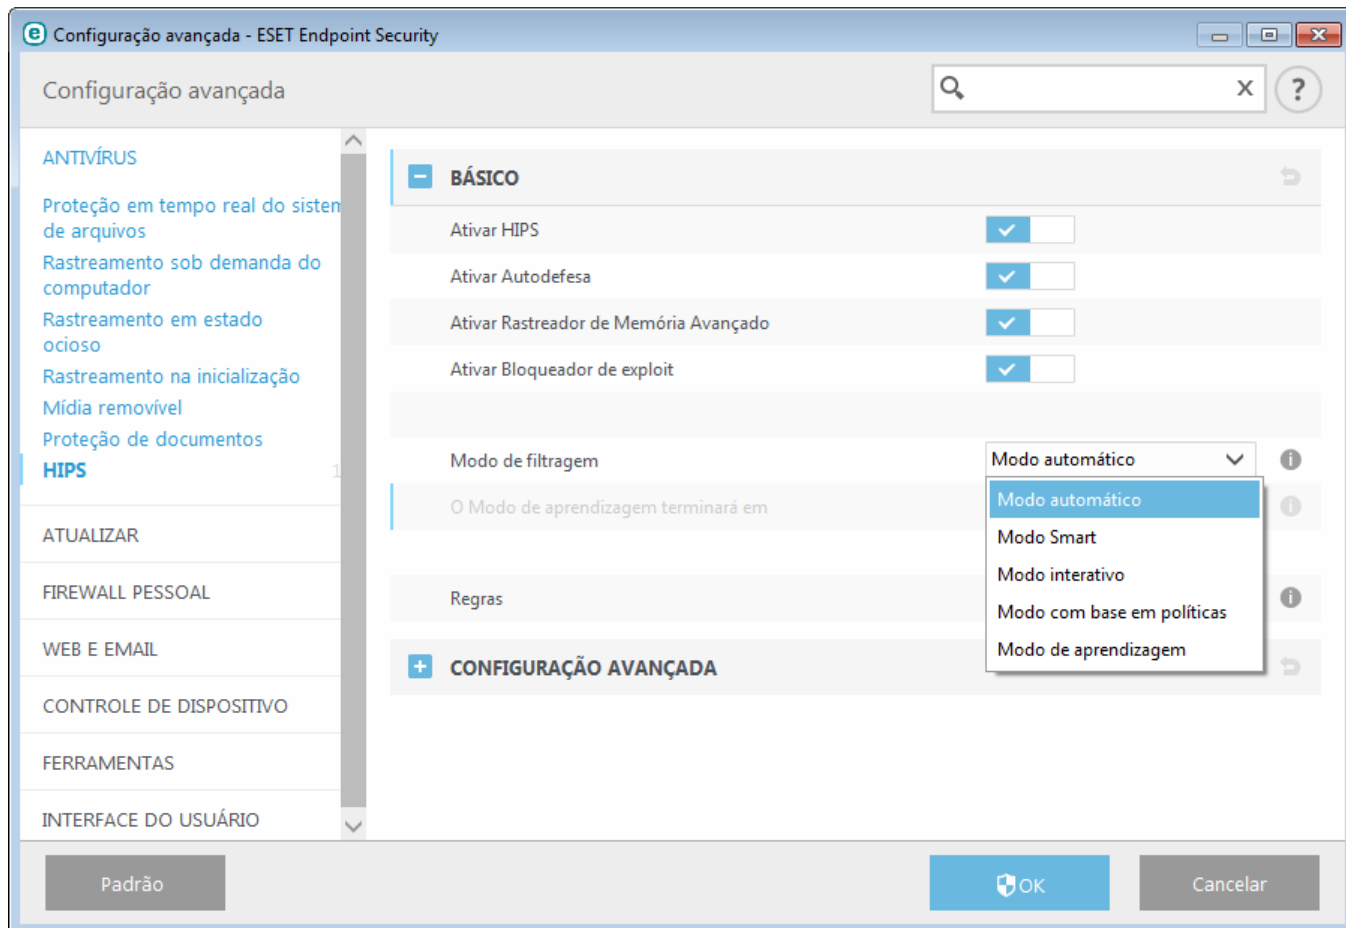 Configuração avançada - ESET Endpoint Security
Configuração avançada
X
?
ANTIVÍRUS
Proteção em tempo real do sistem
de arquivos
Rastreamento sob demanda do
computador
Rastreamento em estado
ocioso
Rastreamento na inicialização
Mídia removível
Proteção de documentos
HIPS 1
ATUALIZAR
FIREWALL PESSOAL
WEB E EMAIL
CONTROLE DE DISPOSITIVO
FERRAMENTAS
INTERFACE DO USUÁRIO
BÁSICO
Ativar HIPS
Ativar Autodefesa
Ativar Rastreador de Memória Avançado
Ativar Bloqueador de exploit
Modo de filtragem
Modo automático
O Modo de aprendizagem terminará em
Modo automático
Modo Smart
Modo interativo
Modo com base em políticas
Modo de aprendizagem
Regras
CONFIGURAÇÃO AVANÇADA
Padrão
OK
Cancelar